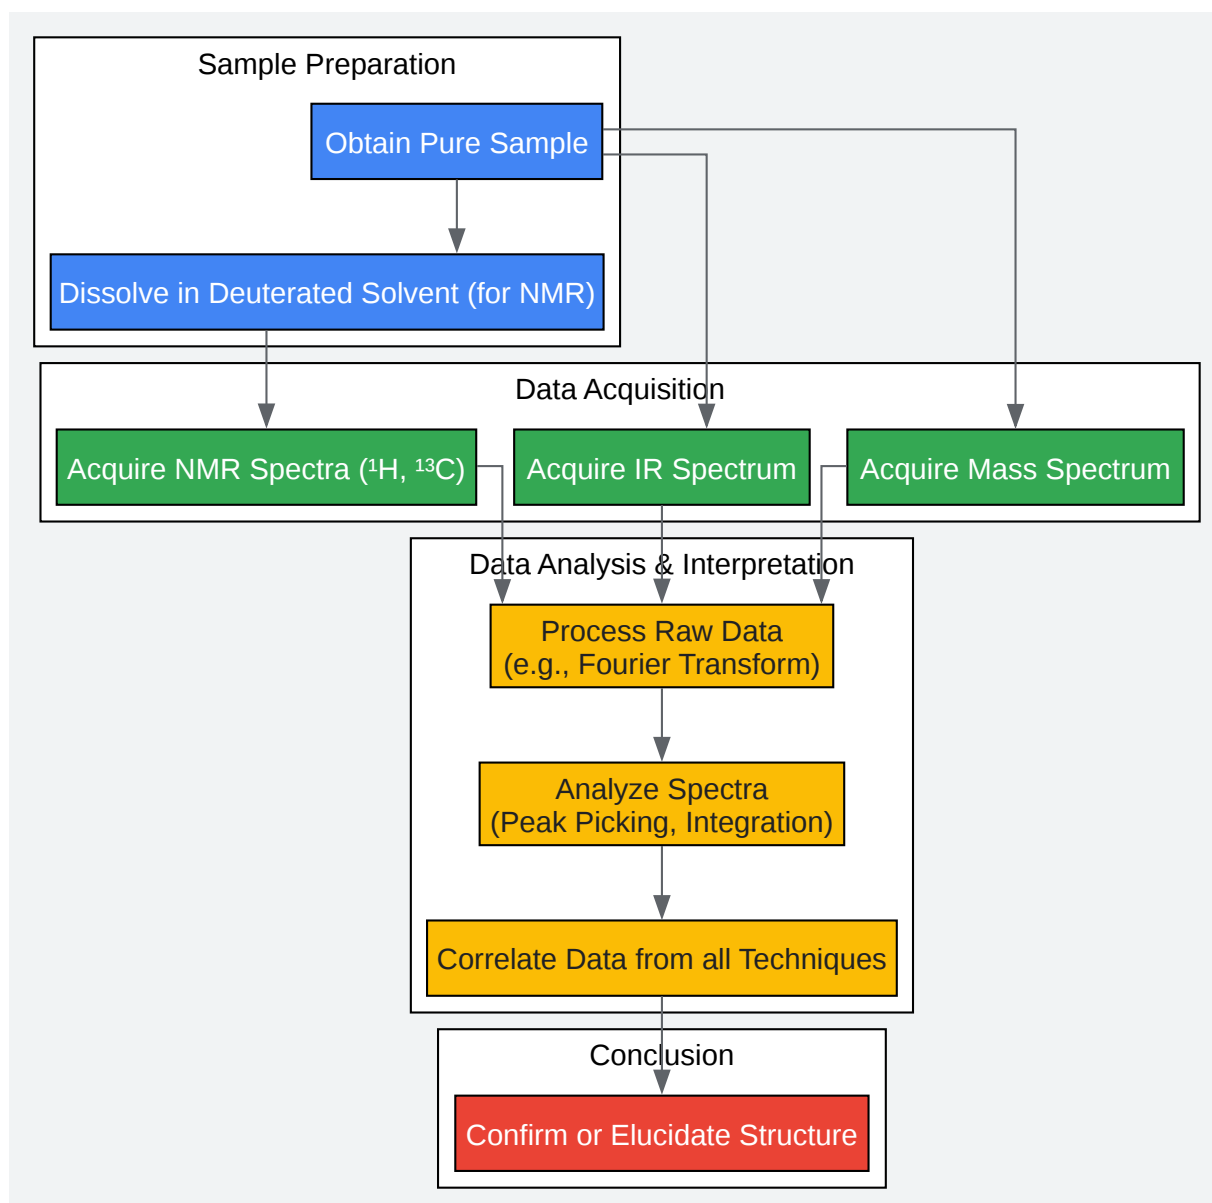 Sample Preparation
Obtain Pure Sample
Dissolve in Deuterated Solvent (for NMR)
Data Acquisition
Acquire NMR Spectra (¹H, ¹³C)
Acquire IR Spectrum
Acquire Mass Spectrum
Data Analysis & Interpretation
Process Raw Data
(e.g., Fourier Transform)
Analyze Spectra
(Peak Picking, Integration)
Correlate Data from all Techniques
Conclusion
Confirm or Elucidate Structure